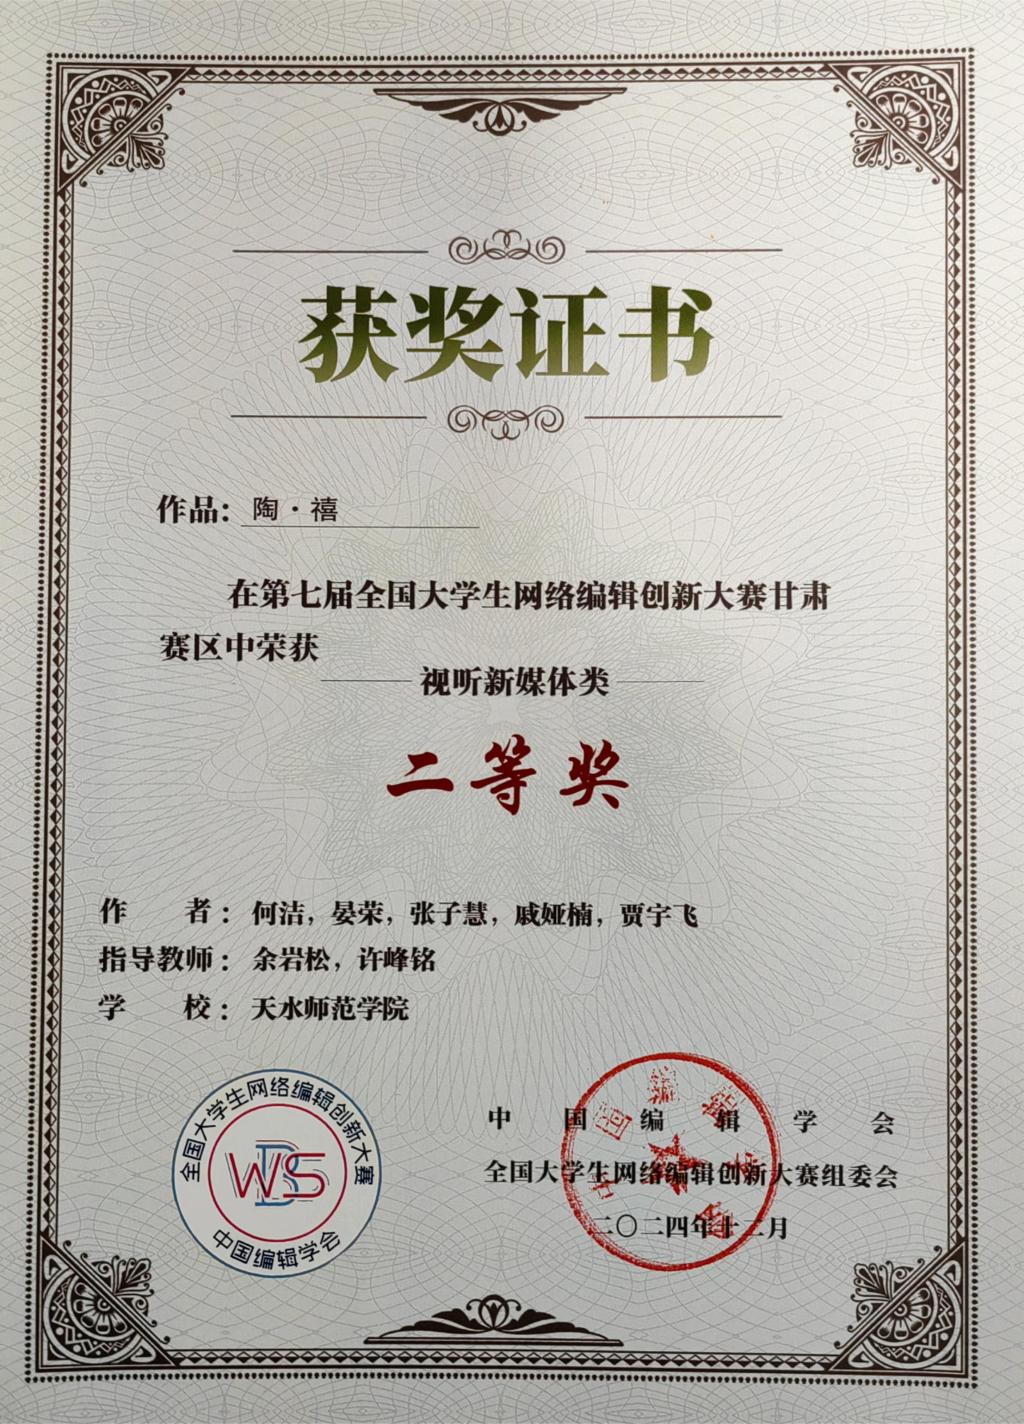 获奖证书
作品：陶·禧
在第七届全国大学生网络编辑创新大赛甘肃
赛区中荣获
视听新媒体类
二等奖
作者：何洁，晏荣，张子慧，戚娅楠，贾宇飞
指导教师：余岩松，许峰铭
学校：天水师范学院
全国大学生网络编辑创新大赛
WS
中国编辑学会
中国编辑学会
全国大学生网络编辑创新大赛组委会
二〇二四年十二月